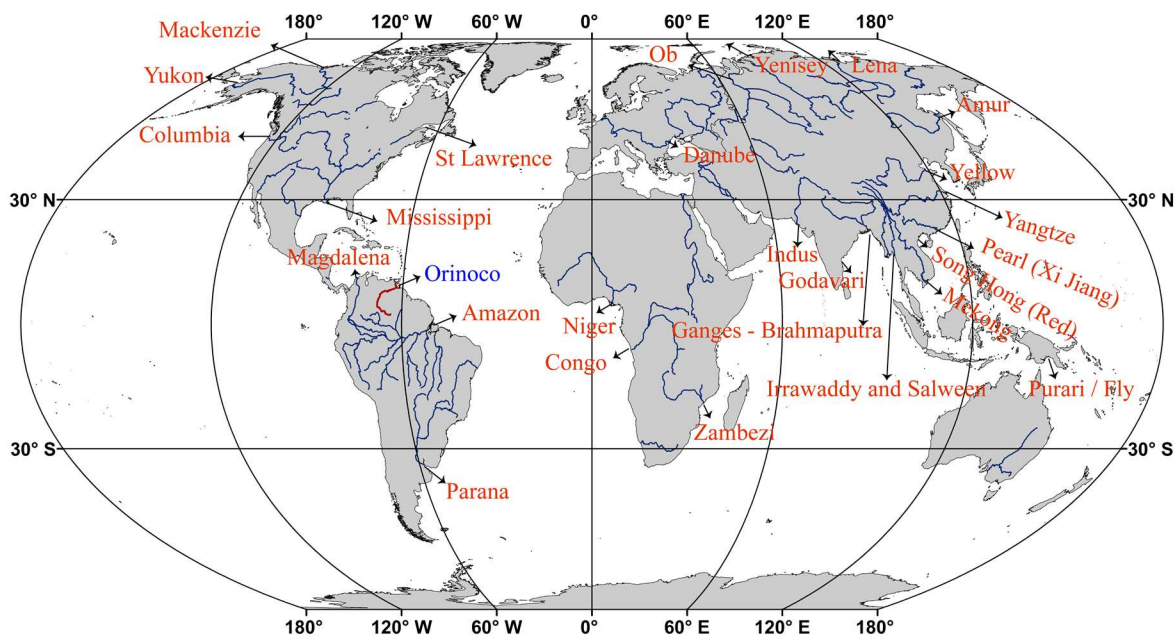 180° 120° W 60° W 0° 60° E 120° E 180°
Mackenzie
Ob
Yenisey
Lena
Yukon
Amur
Columbia
St Lawrence
Danube
Yellow
30° N
30° N
Mississippi
Yangtze
Magdalena
Orinoco
Indus
Godavari
Pearl (Xi Jiang)
Song Hong (Red)
Mekong
Amazon
Niger
Ganges - Brahmaputra
Congo
Irrawaddy and Salween
Purari / Fly
Zambezi
30° S
30° S
Parana
180° 120° W 60° W 0° 60° E 120° E 180°